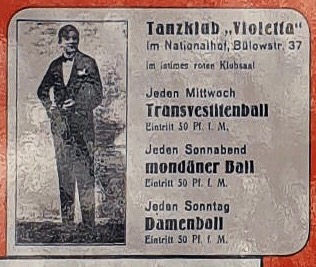 Tanzklub „Violetta“
im Nationalhof, Bülowstr. 37
im intimes roten Klubsaal
Jeden Mittwoch
Transvestitenball
Eintritt 50 Pf. f. M.
Jeden Sonnabend
mondäner Ball
Eintritt 50 Pf. f. M.
Jeden Sonntag
Damenball
Eintritt 50 Pf. f. M.